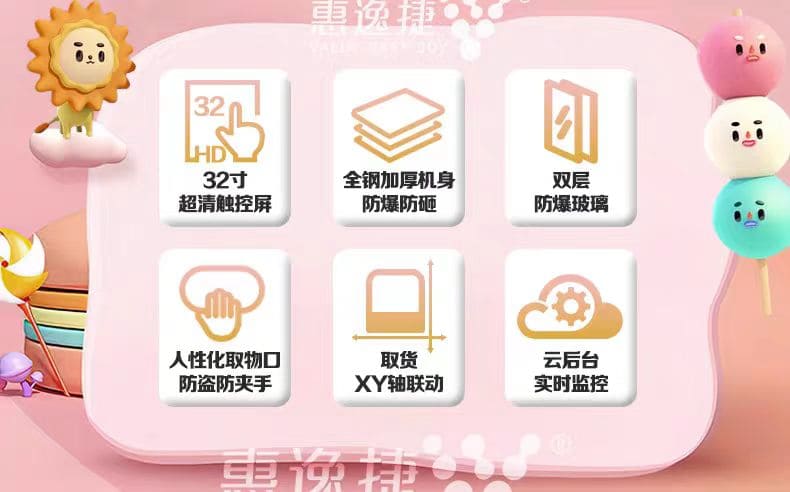 惠逸捷
32
HD
32寸
超清触控屏
全钢加厚机身
防爆防砸
双层
防爆玻璃
人性化取物口
防盗防夹手
取货
XY轴联动
云后台
实时监控
惠逸捷
®